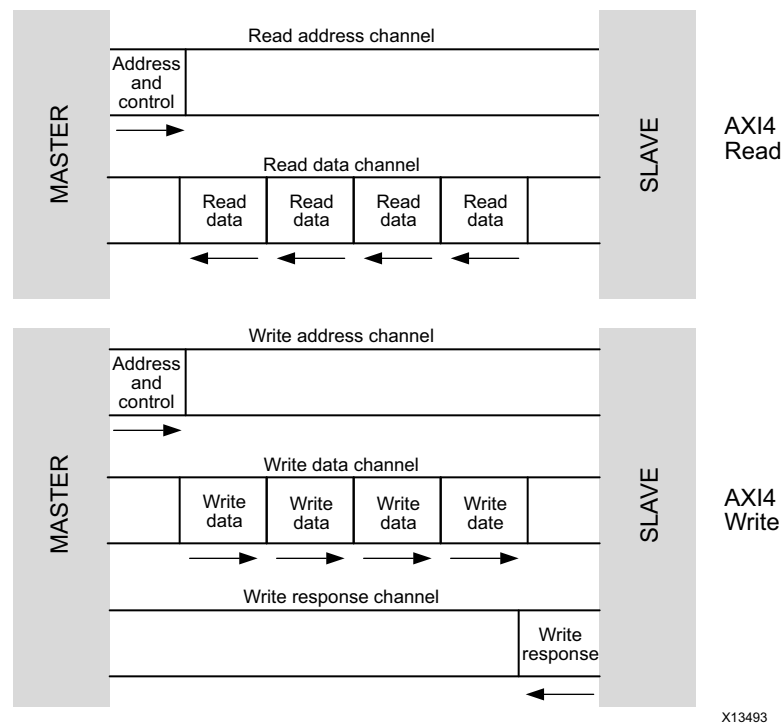 Read address channel
Address
and
control
MASTER
SLAVE
AXI4
Read
Read data channel
Read
data
Read
data
Read
data
Read
data
Write address channel
Address
and
control
MASTER
SLAVE
AXI4
Write
Write data channel
Write
data
Write
data
Write
data
Write
date
Write response channel
Write
response
X13493